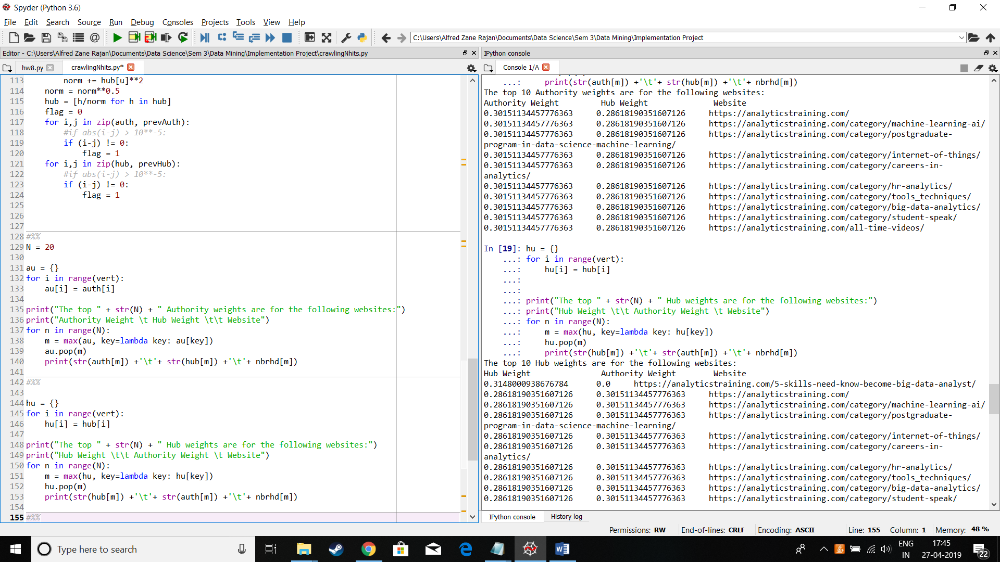 Spyder (Python 3.6)
File Edit Search Source Run Debug Consoles Projects Tools View Help
C:\Users\Alfred Zane Rajan\Documents\Data Science\Sem 3\Data Mining\Implementation Project
Editor - C:\Users\Alfred Zane Rajan\Documents\Data Science\Sem 3\Data Mining\Implementation Project\crawlingNhits.py
hw8.py crawlingNhits.py*
113         norm += hub[u]**2
114     norm = norm**0.5
115     hub = [h/norm for h in hub]
116     flag = 0
117     for i,j in zip(auth, prevAuth):
118         #if abs(i-j) > 10**-5:
119         if (i-j) != 0:
120             flag = 1
121     for i,j in zip(hub, prevHub):
122         #if abs(i-j) > 10**-5:
123         if (i-j) != 0:
124             flag = 1
125
126
127
128 #%%
129 N = 20
130
131 au = {}
132 for i in range(vert):
133     au[i] = auth[i]
134
135 print("The top " + str(N) + " Authority weights are for the following websites:")
136 print("Authority Weight \t Hub Weight \t\t Website")
137 for n in range(N):
138     m = max(au, key=lambda key: au[key])
139     au.pop(m)
140     print(str(auth[m]) +'\t'+ str(hub[m]) +'\t'+ nbrhd[m])
141
142 #%%
143
144 hu = {}
145 for i in range(vert):
146     hu[i] = hub[i]
147
148 print("The top " + str(N) + " Hub weights are for the following websites:")
149 print("Hub Weight \t\t Authority Weight \t Website")
150 for n in range(N):
151     m = max(hu, key=lambda key: hu[key])
152     hu.pop(m)
153     print(str(hub[m]) +'\t'+ str(auth[m]) +'\t'+ nbrhd[m])
154
155 #%%
IPython console
Console 1/A
...:     print(str(auth[m]) +'\t'+ str(hub[m]) +'\t'+ nbrhd[m])
The top 10 Authority weights are for the following websites:
Authority Weight Hub Weight Website
0.30151134457776363 0.28618190351607126 https://analyticstraining.com/
0.30151134457776363 0.28618190351607126 https://analyticstraining.com/category/machine-learning-ai/
0.30151134457776363 0.28618190351607126 https://analyticstraining.com/category/postgraduate-
program-in-data-science-machine-learning/
0.30151134457776363 0.28618190351607126 https://analyticstraining.com/category/internet-of-things/
0.30151134457776363 0.28618190351607126 https://analyticstraining.com/category/careers-in-
analytics/
0.30151134457776363 0.28618190351607126 https://analyticstraining.com/category/hr-analytics/
0.30151134457776363 0.28618190351607126 https://analyticstraining.com/category/tools_techniques/
0.30151134457776363 0.28618190351607126 https://analyticstraining.com/category/big-data-analytics/
0.30151134457776363 0.28618190351607126 https://analyticstraining.com/category/student-speak/
0.30151134457776363 0.28618190351607126 https://analyticstraining.com/all-time-videos/
In [19]: hu = {}
...: for i in range(vert):
...:     hu[i] = hub[i]
...:
...:
...: print("The top " + str(N) + " Hub weights are for the following websites:")
...: print("Hub Weight \t\t Authority Weight \t Website")
...: for n in range(N):
...:     m = max(hu, key=lambda key: hu[key])
...:     hu.pop(m)
...:     print(str(hub[m]) +'\t'+ str(auth[m]) +'\t'+ nbrhd[m])
The top 10 Hub weights are for the following websites:
Hub Weight Authority Weight Website
0.3148000938676784 0.0 https://analyticstraining.com/5-skills-need-know-become-big-data-analyst/
0.28618190351607126 0.30151134457776363 https://analyticstraining.com/
0.28618190351607126 0.30151134457776363 https://analyticstraining.com/category/machine-learning-ai/
0.28618190351607126 0.30151134457776363 https://analyticstraining.com/category/postgraduate-
program-in-data-science-machine-learning/
0.28618190351607126 0.30151134457776363 https://analyticstraining.com/category/internet-of-things/
0.28618190351607126 0.30151134457776363 https://analyticstraining.com/category/careers-in-
analytics/
0.28618190351607126 0.30151134457776363 https://analyticstraining.com/category/hr-analytics/
0.28618190351607126 0.30151134457776363 https://analyticstraining.com/category/tools_techniques/
0.28618190351607126 0.30151134457776363 https://analyticstraining.com/category/big-data-analytics/
0.28618190351607126 0.30151134457776363 https://analyticstraining.com/category/student-speak/
IPython console History log
Permissions: RW End-of-lines: CRLF Encoding: ASCII Line: 155 Column: 1 Memory: 48 %
Type here to search
ENG
IN
17:45
27-04-2019
22